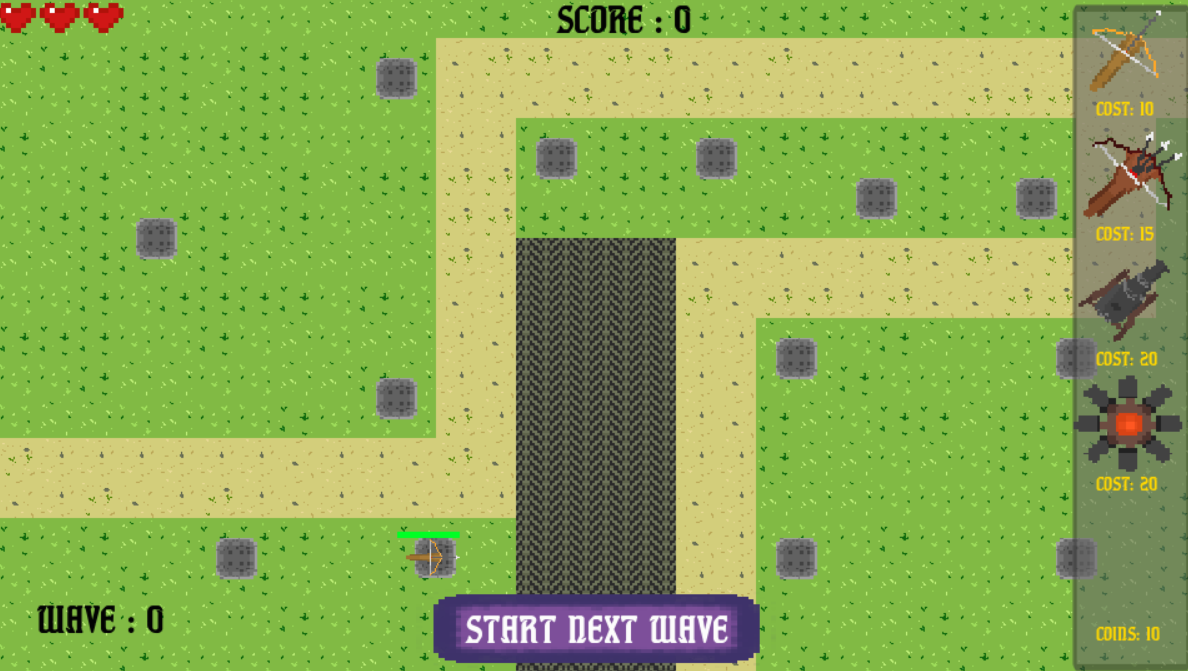 SCORE : 0
COST: 10
COST: 15
COST: 20
COST: 20
WAVE : 0
START NEXT WAVE
COINS: 10